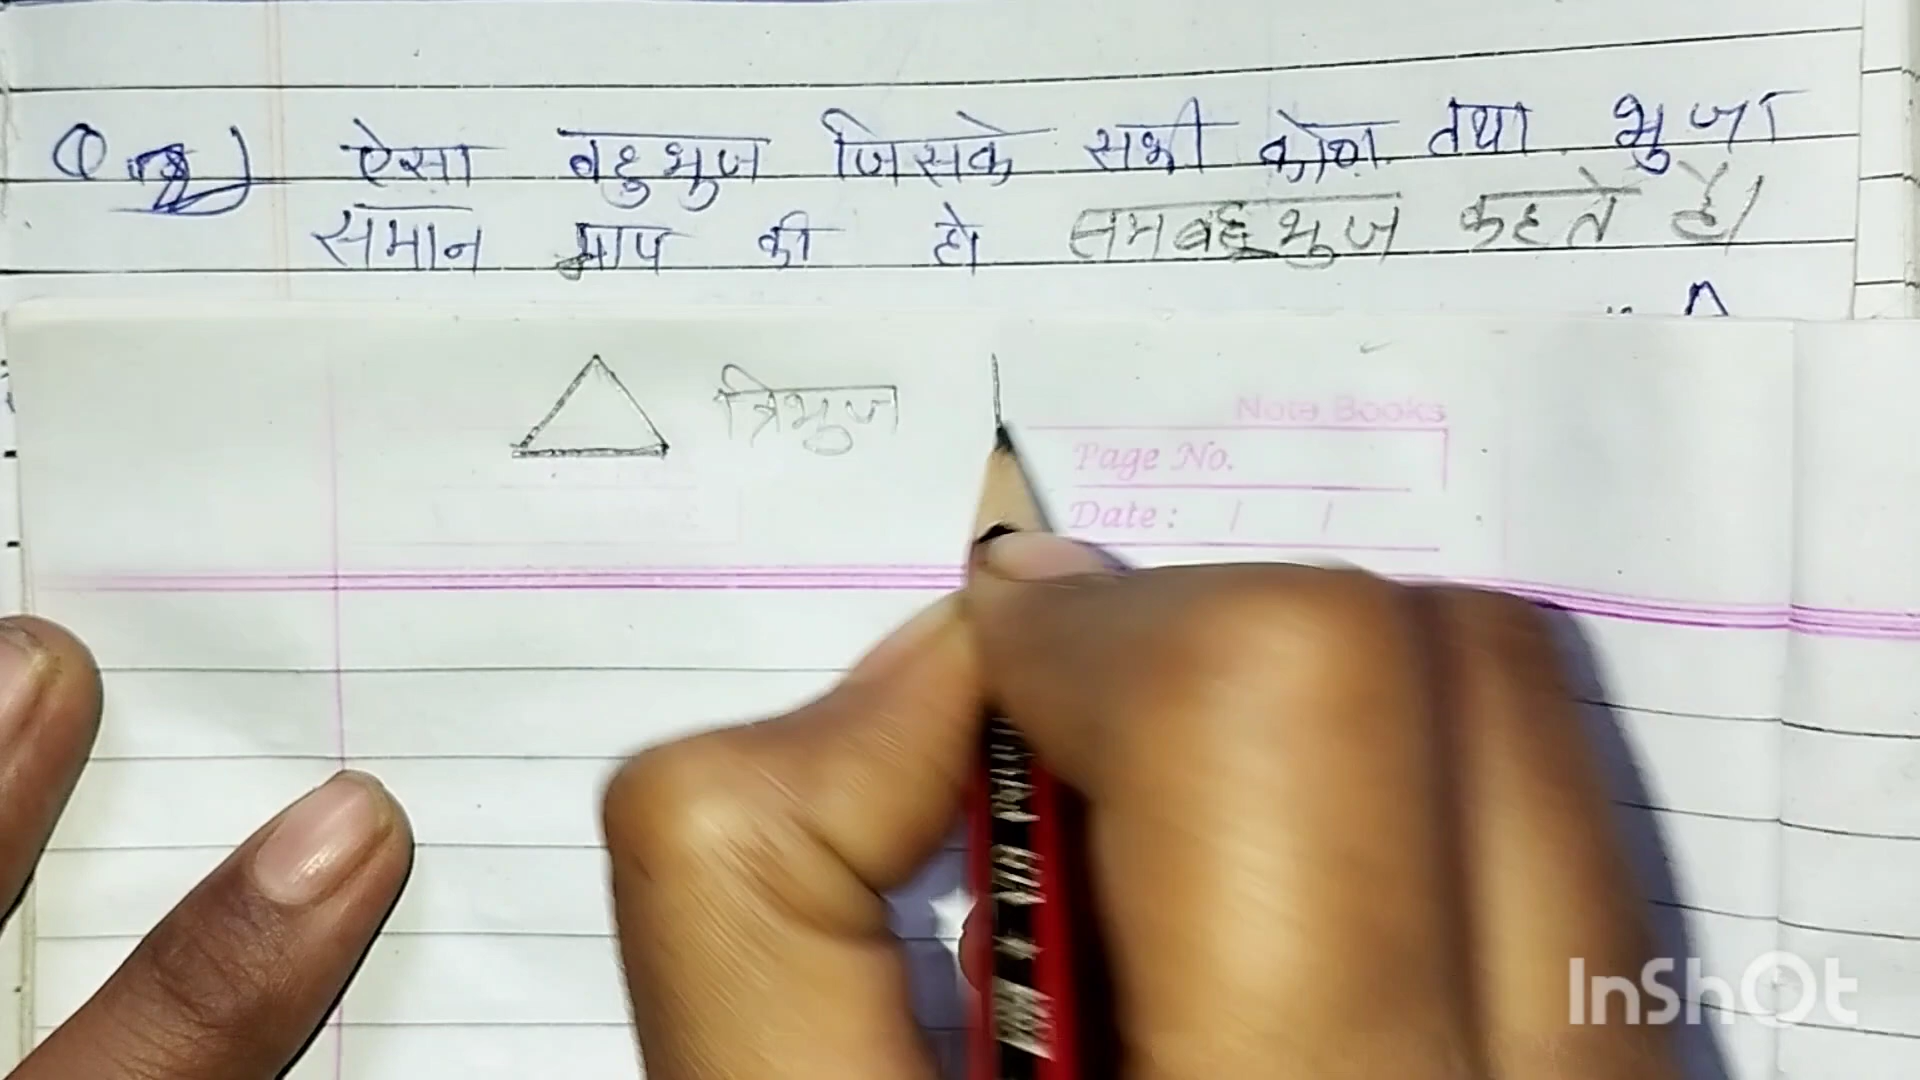 ऐसा बहुभुज जिसके सभी कोण तथा भुजा
समान माप की हो समबहुभुज कहते हैं।
त्रिभुज
Note Books
Page No.
Date : / /
InShOt